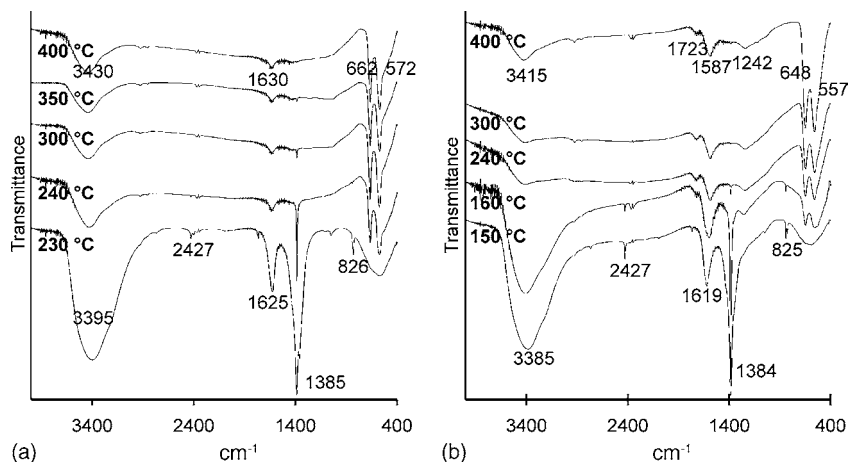 Transmittance
400 °C
3430
1630
662
572
350 °C
300 °C
240 °C
230 °C
2427
826
1625
3395
1385
3400
2400
1400
400
(a)
cm-1
Transmittance
400 °C
1723
3415
1587
1242
648
557
300 °C
240 °C
160 °C
150 °C
825
2427
1619
3385
1384
3400
2400
1400
400
(b)
cm-1